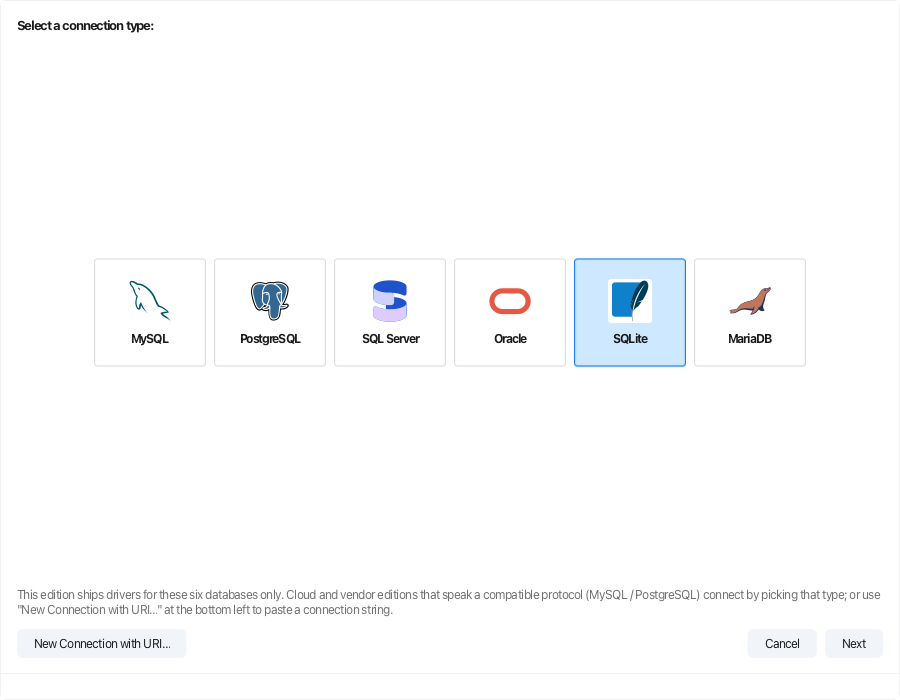 Select a connection type:
MySQL
PostgreSQL
SQL Server
Oracle
SQLite
MariaDB
This edition ships drivers for these six databases only. Cloud and vendor editions that speak a compatible protocol (MySQL / PostgreSQL) connect by picking that type; or use
"New Connection with URI..." at the bottom left to paste a connection string.
New Connection with URI...
Cancel
Next